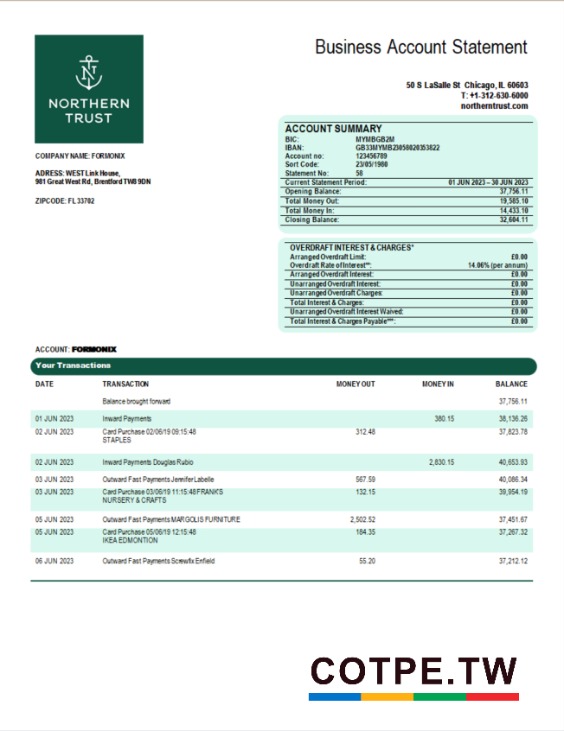 Business Account Statement
NORTHERN
TRUST
50 S LaSalle St Chicago, IL 60603
T: +1-312-630-6000
northerntrust.com
COMPANY NAME: FORMONIX
ADRESS: WEST Link House,
981 Great West Rd, Brentford TW8 9DN
ZIPCODE: FL 33702
ACCOUNT SUMMARY
BIC: MYMBGB2M
IBAN: GB33MYMB23058020353822
Account no: 123456789
Sort Code: 23/05/1980
Statement No: 58
Current Statement Period: 01 JUN 2023 – 30 JUN 2023
Opening Balance: 37,756.11
Total Money Out: 19,585.10
Total Money In: 14,433.10
Closing Balance: 32,604.11
OVERDRAFT INTEREST & CHARGES*
Arranged Overdraft Limit: £0.00
Overdraft Rate of Interest**: 14.06% (per annum)
Arranged Overdraft Interest: £0.00
Unarranged Overdraft Interest: £0.00
Unarranged Overdraft Charges: £0.00
Total Interest & Charges: £0.00
Unarranged Overdraft Interest Waived: £0.00
Total Interest & Charges Payable***: £0.00
ACCOUNT: FORMONIX
Your Transactions
DATE TRANSACTION MONEY OUT MONEY IN BALANCE
Balance brought forward 37,756.11
01 JUN 2023 Inward Payments 380.15 38,136.26
02 JUN 2023 Card Purchase 02/06/19 09:15:48 312.48 37,823.78
STAPLES
02 JUN 2023 Inward Payments Douglas Rubio 2,830.15 40,653.93
03 JUN 2023 Outward Fast Payments Jennifer Labelle 567.59 40,086.34
03 JUN 2023 Card Purchase 03/06/19 11:15:48 FRANK'S 132.15 39,954.19
NURSERY & CRAFTS
05 JUN 2023 Outward Fast Payments MARGOLIS FURNITURE 2,502.52 37,451.67
05 JUN 2023 Card Purchase 05/06/19 12:15:48 184.35 37,267.32
IKEA EDMONTION
06 JUN 2023 Outward Fast Payments Screwfix Enfield 55.20 37,212.12
COTPE.TW